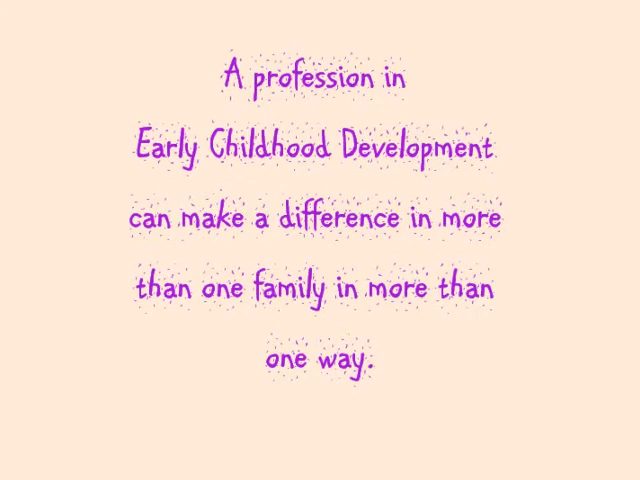 A profession in
Early Childhood Development
can make a difference in more
than one family in more than
one way.